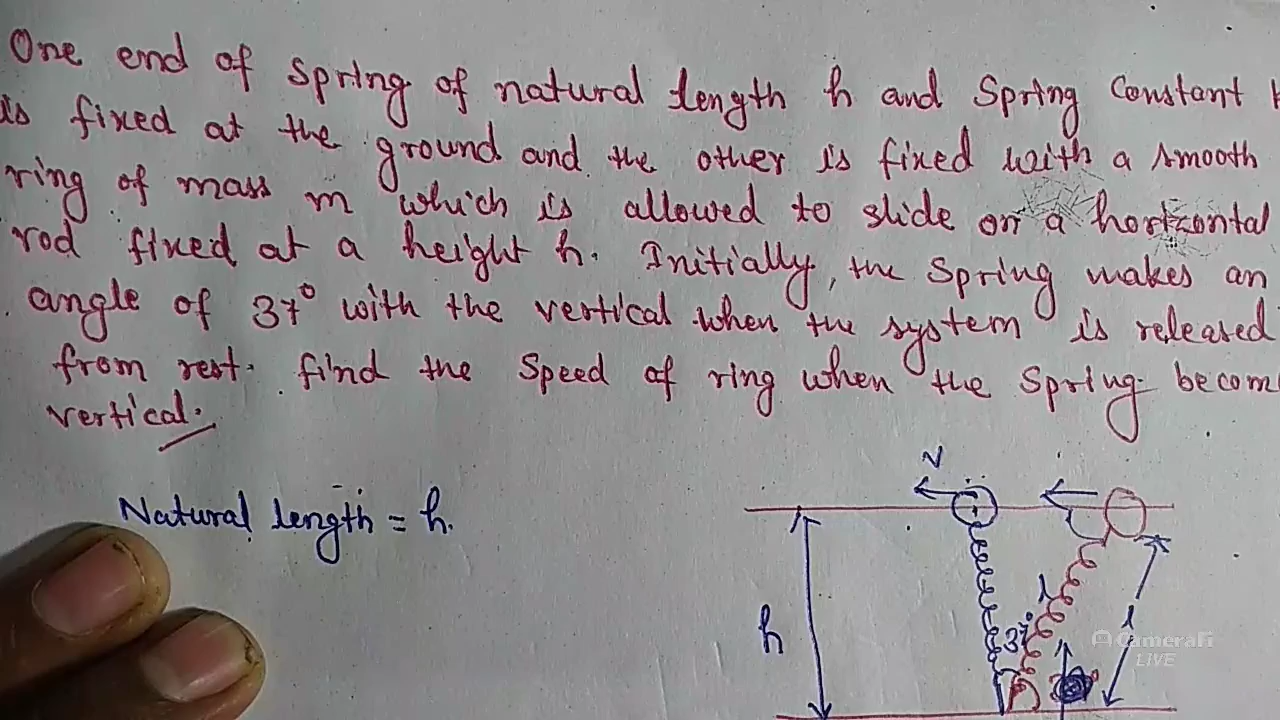 One end of Spring of natural length h and Spring Constant
is fixed at the ground and the other is fixed with a smooth
ring of mass m which is allowed to slide on a horizontal
rod fixed at a height h. Initially, the Spring makes an
angle of 37° with the vertical when the system is released
from rest. find the Speed of ring when the Spring becom
vertical.
Natural length = h.
V
h
37°
l
CameraFi
LIVE